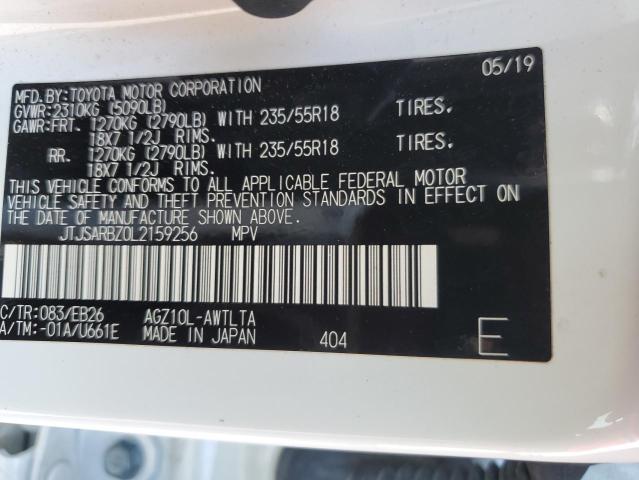 MFD.BY:TOYOTA MOTOR CORPORATION 05/19
GVWR:2310KG (5090LB)
GAWR:FRT. 1270KG (2790LB) WITH 235/55R18 TIRES.
18X7 1/2J RIMS.
RR. 1270KG (2790LB) WITH 235/55R18 TIRES.
18X7 1/2J RIMS.
THIS VEHICLE CONFORMS TO ALL APPLICABLE FEDERAL MOTOR
VEHICLE SAFETY AND THEFT PREVENTION STANDARDS IN EFFECT ON
THE DATE OF MANUFACTURE SHOWN ABOVE.
JTJSARBZ0L2159256 MPV
C/TR:083/EB26 AGZ10L-AWTLTA
A/TM:-01A/U661E MADE IN JAPAN 404 E